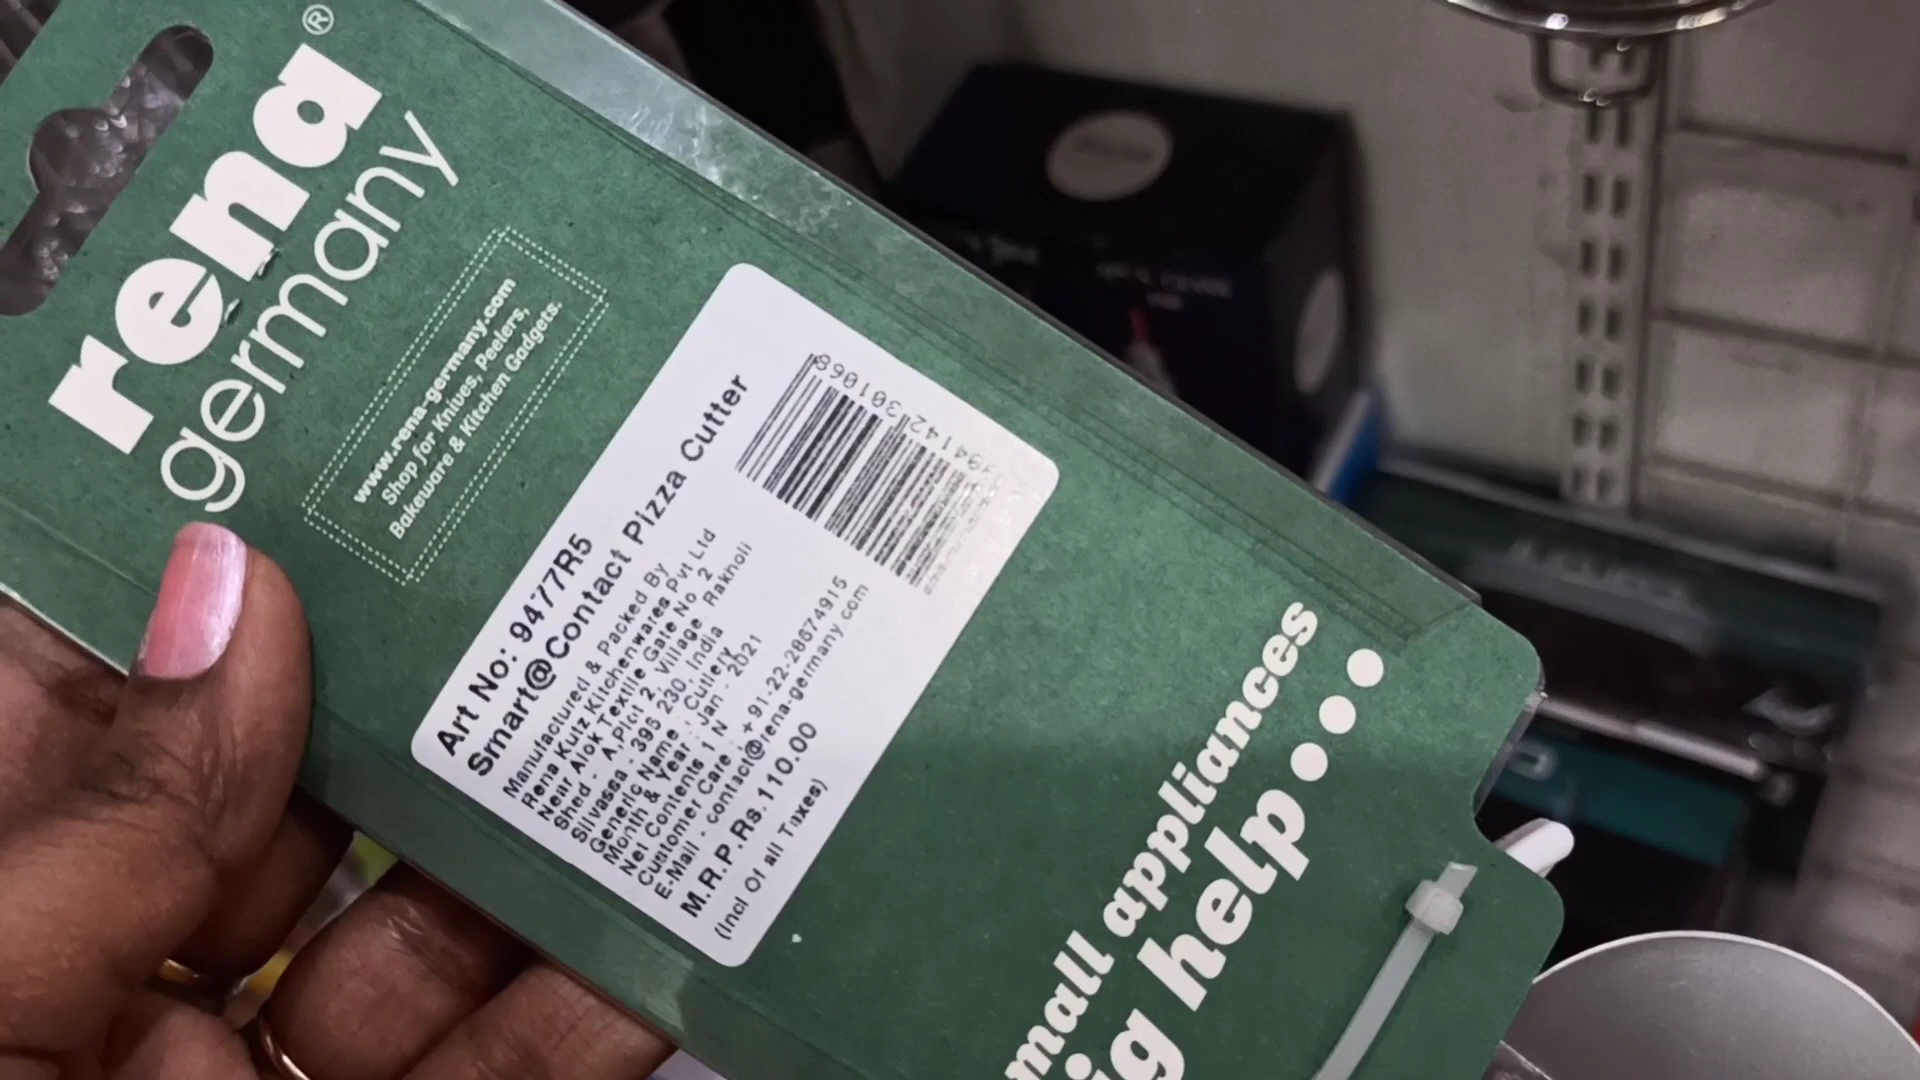 rena®
germany
www.rena-germany.com
Shop for Knives, Peelers,
Bakeware & Kitchen Gadgets.
Art No: 9477R5
Smart@Contact Pizza Cutter
Manufactured & Packed By
Rena Kutz Kitchenwares Pvt Ltd
Near Alok Textile Gate No 2
Shed - A,Plot 2, Village. Rakholi
Silvassa - 396 230, India
Generic Name : Cutlery
Month & Year : Jan - 2021
Net Contents 1 N
Customer Care : +91-22-28674915
E-Mail - contact@rena-germany.com
M.R.P.Rs.110.00
(Incl Of all Taxes)
94142 301068
mall appliances
ig help ....